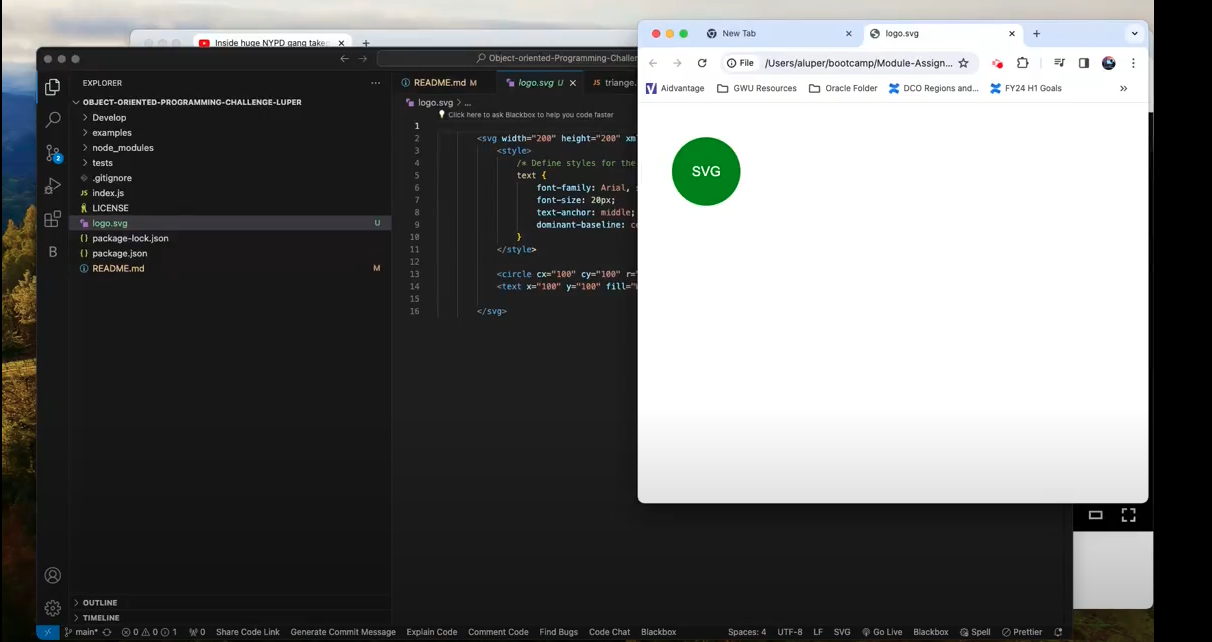 Inside huge NYPD gang takes
Object-oriented-Programming-Challe
EXPLORER
OBJECT-ORIENTED-PROGRAMMING-CHALLENGE-LUPER
Develop
examples
node_modules
tests
.gitignore
JS index.js
LICENSE
logo.svg U
{} package-lock.json
{} package.json
README.md M
OUTLINE
TIMELINE
2
B
README.md M
logo.svg U
JS triange.
logo.svg > ...
Click here to ask Blackbox to help you code faster
1
2 <svg width="200" height="200" xm
3 <style>
4 /* Define styles for the
5 text {
6 font-family: Arial,
7 font-size: 20px;
8 text-anchor: middle;
9 dominant-baseline:
10 }
11 </style>
12
13 <circle cx="100" cy="100" r="
14 <text x="100" y="100" fill="
15
16 </svg>
New Tab
logo.svg
File /Users/aluper/bootcamp/Module-Assign...
Aidvantage GWU Resources Oracle Folder DCO Regions and... FY24 H1 Goals »
SVG
main* 0 0 1 0 Share Code Link Generate Commit Message Explain Code Comment Code Find Bugs Code Chat Blackbox Spaces: 4 UTF-8 LF SVG Go Live Blackbox Spell Prettier